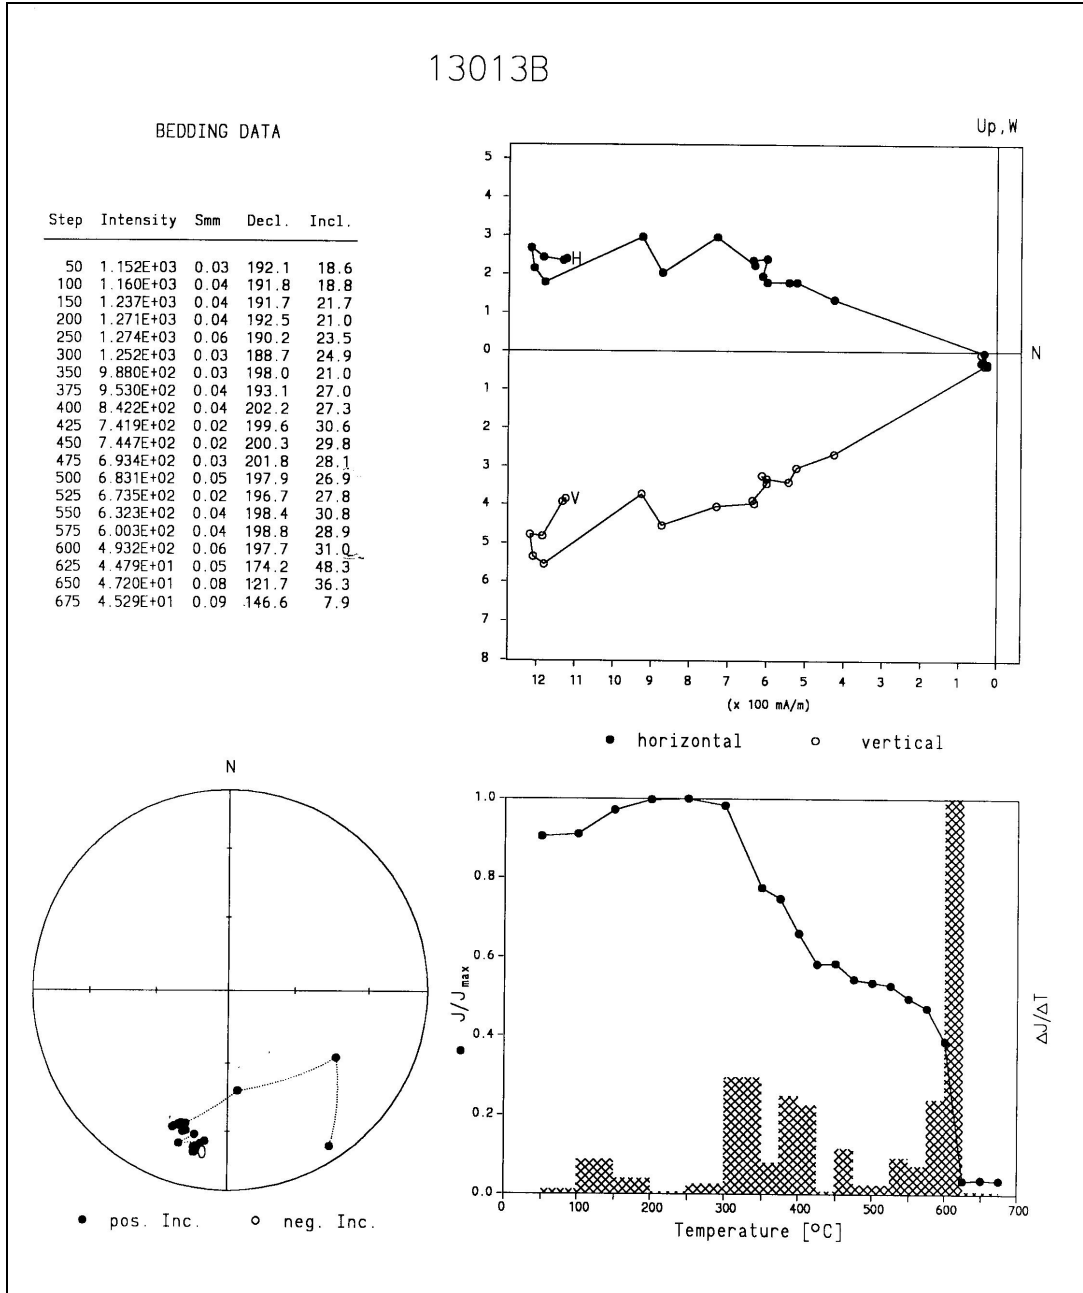 13013B
BEDDING DATA
Step Intensity Smm Decl. Incl.
50 1.152E+03 0.03 192.1 18.6
100 1.160E+03 0.04 191.8 18.8
150 1.237E+03 0.04 191.7 21.7
200 1.271E+03 0.04 192.5 21.0
250 1.274E+03 0.06 190.2 23.5
300 1.252E+03 0.03 188.7 24.9
350 9.880E+02 0.03 198.0 21.0
375 9.530E+02 0.04 193.1 27.0
400 8.422E+02 0.04 202.2 27.3
425 7.419E+02 0.02 199.6 30.6
450 7.447E+02 0.02 200.3 29.8
475 6.934E+02 0.03 201.8 28.1
500 6.831E+02 0.05 197.9 26.9
525 6.735E+02 0.02 196.7 27.8
550 6.323E+02 0.04 198.4 30.8
575 6.003E+02 0.04 198.8 28.9
600 4.932E+02 0.06 197.7 31.0
625 4.479E+01 0.05 174.2 48.3
650 4.720E+01 0.08 121.7 36.3
675 4.529E+01 0.09 146.6 7.9
Up,W
5
4
3
2
1
0
1
2
3
4
5
6
7
8
H
V
N
12 11 10 9 8 7 6 5 4 3 2 1 0
(x 100 mA/m)
● horizontal ○ vertical
N
● pos. Inc. ○ neg. Inc.
1.0
0.8
0.6
0.4
0.2
0.0
● J/Jmax
ΔJ/ΔT
0 100 200 300 400 500 600 700
Temperature [°C]